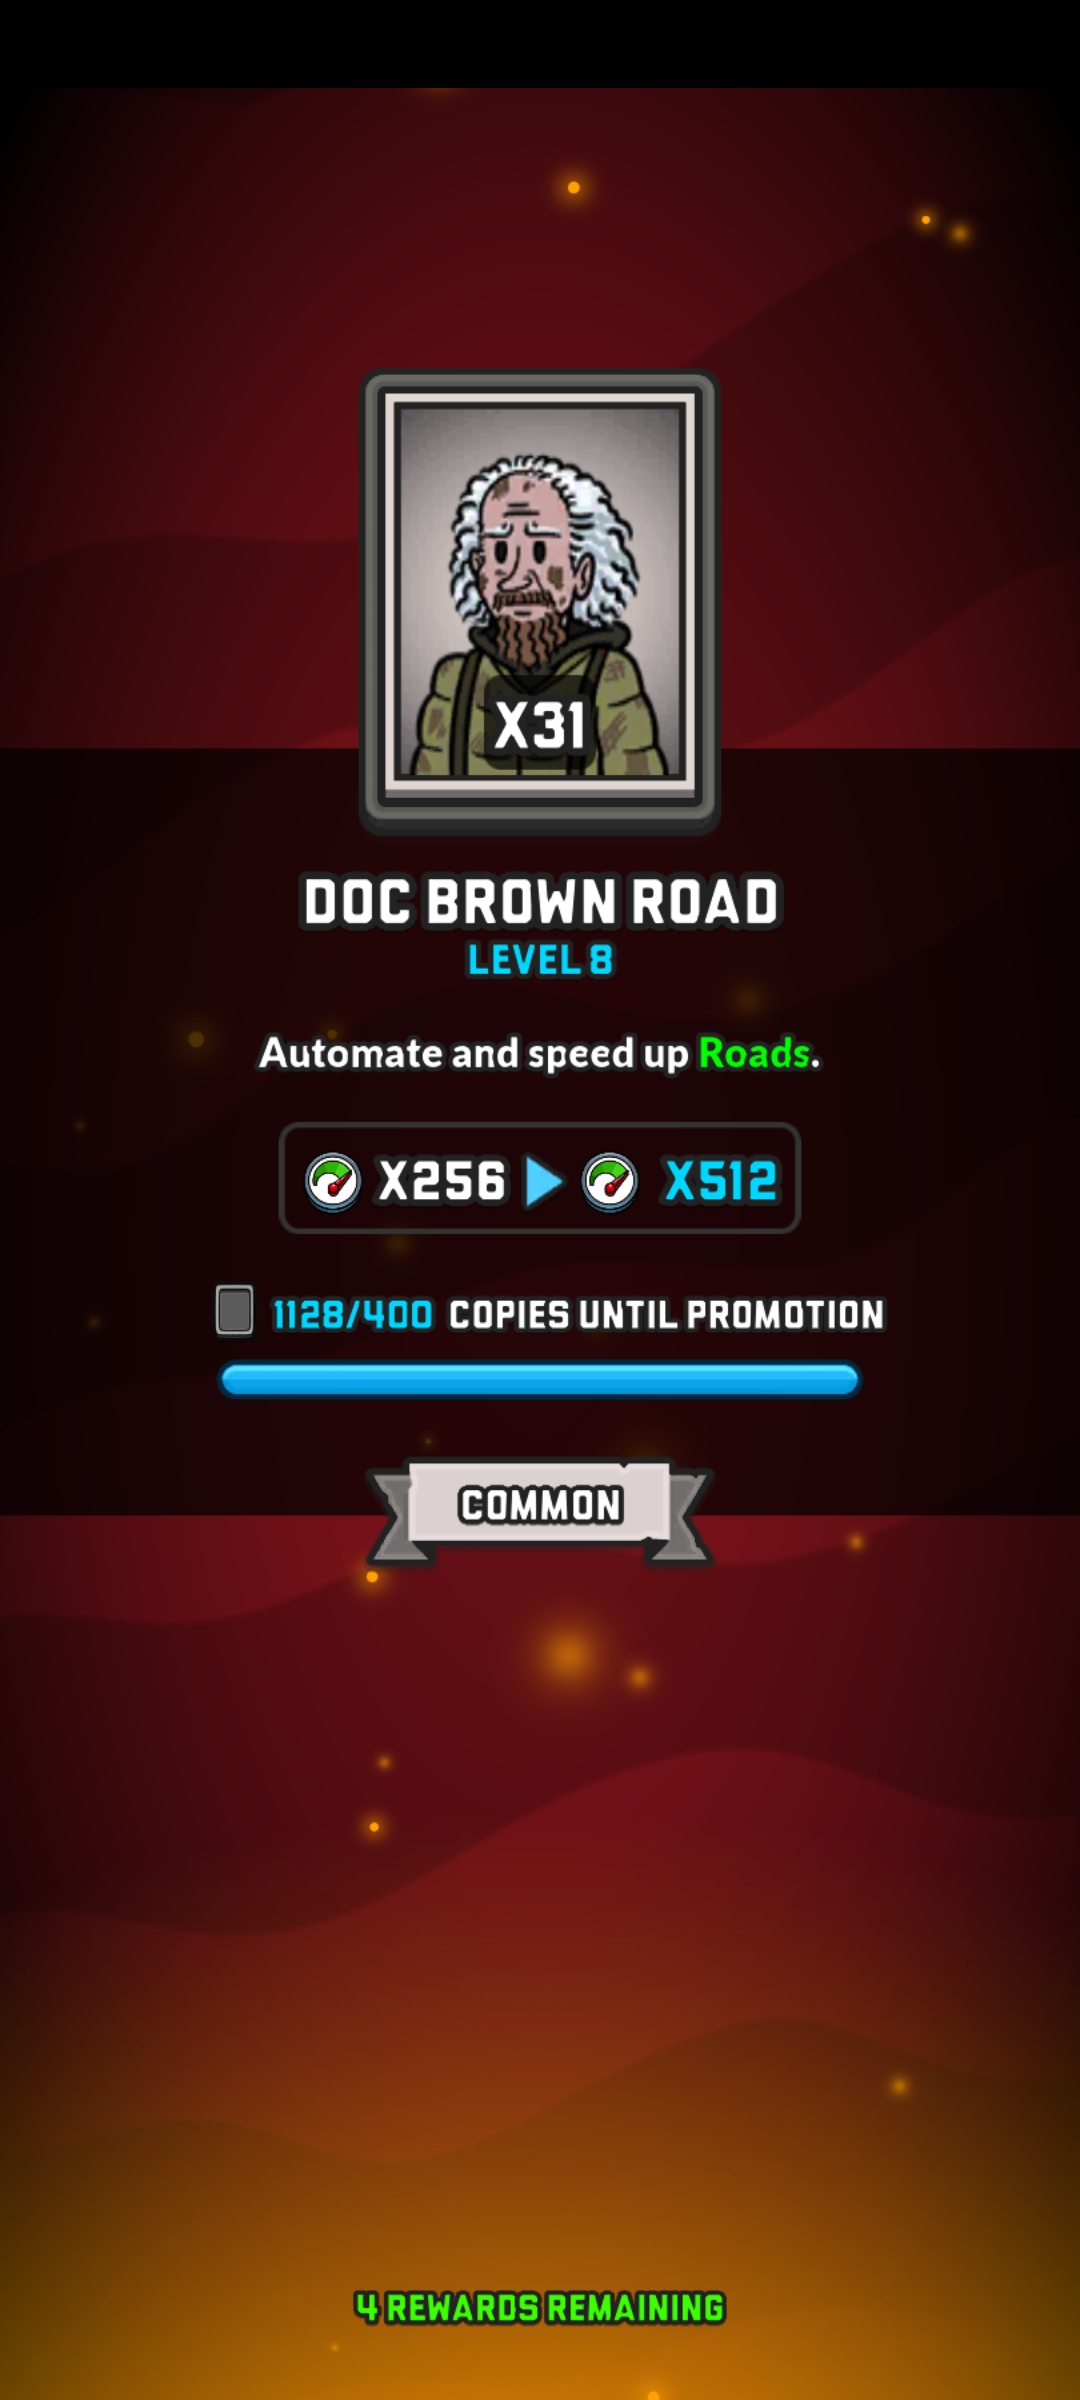 X31
DOC BROWN ROAD
LEVEL 8
Automate and speed up Roads.
X256 X512
1128/400 COPIES UNTIL PROMOTION
COMMON
4 REWARDS REMAINING